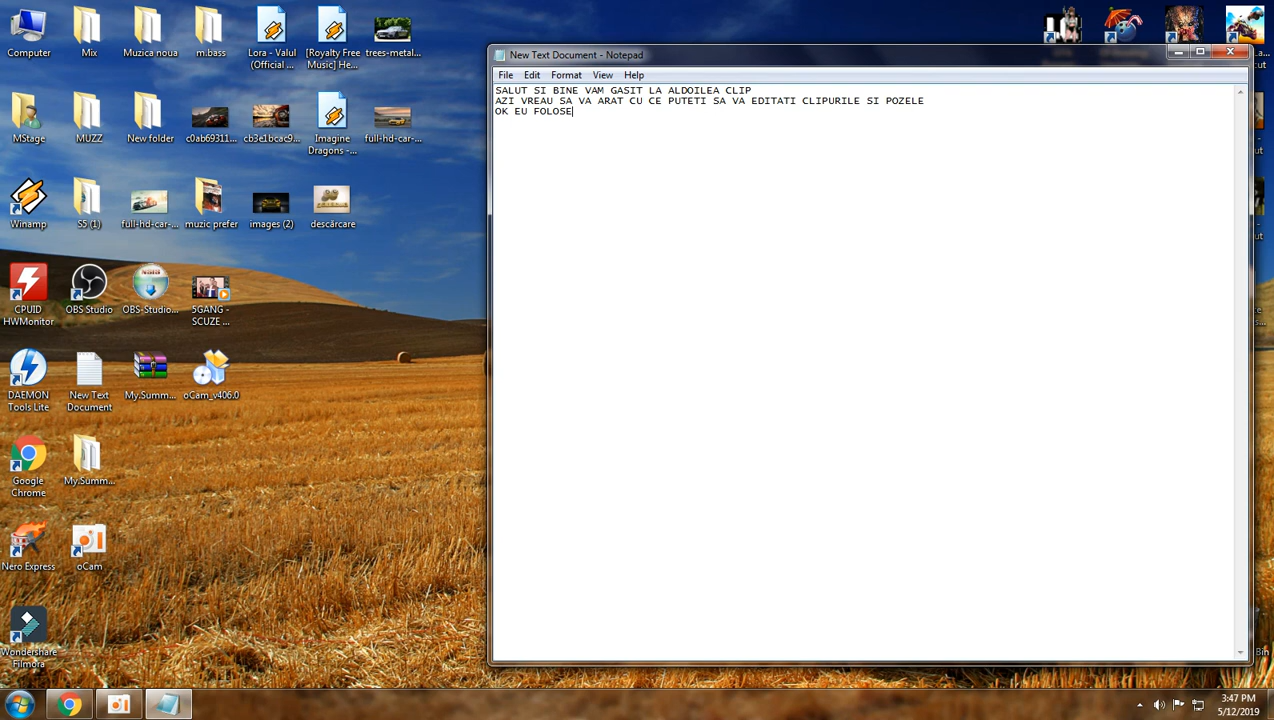 New Text Document - Notepad
File Edit Format View Help
SALUT SI BINE VAM GASIT LA ALDOILEA CLIP
AZI VREAU SA VA ARAT CU CE PUTETI SA VA EDITATI CLIPURILE SI POZELE
OK EU FOLOSE
Computer
Mix
Muzica noua
m.bass
Lora - Valul
(Official ...
[Royalty Free
Music] He...
trees-metal...
MStage
MUZZ
New folder
c0ab69311...
cb3e1bcac9...
Imagine
Dragons -...
full-hd-car-...
Winamp
S5 (1)
full-hd-car-...
muzic prefer
images (2)
descărcare
CPUID
HWMonitor
OBS Studio
OBS-Studio...
5GANG -
SCUZE ...
DAEMON
Tools Lite
New Text
Document
My.Summ...
oCam_v406.0
Google
Chrome
My.Summ...
Nero Express
oCam
Wondershare
Filmora
3:47 PM
5/12/2019